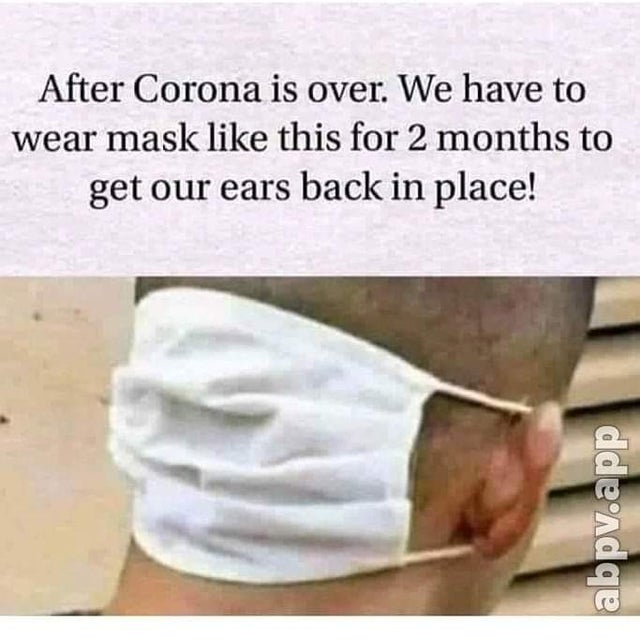 After Corona is over. We have to
wear mask like this for 2 months to
get our ears back in place!
abpv.app